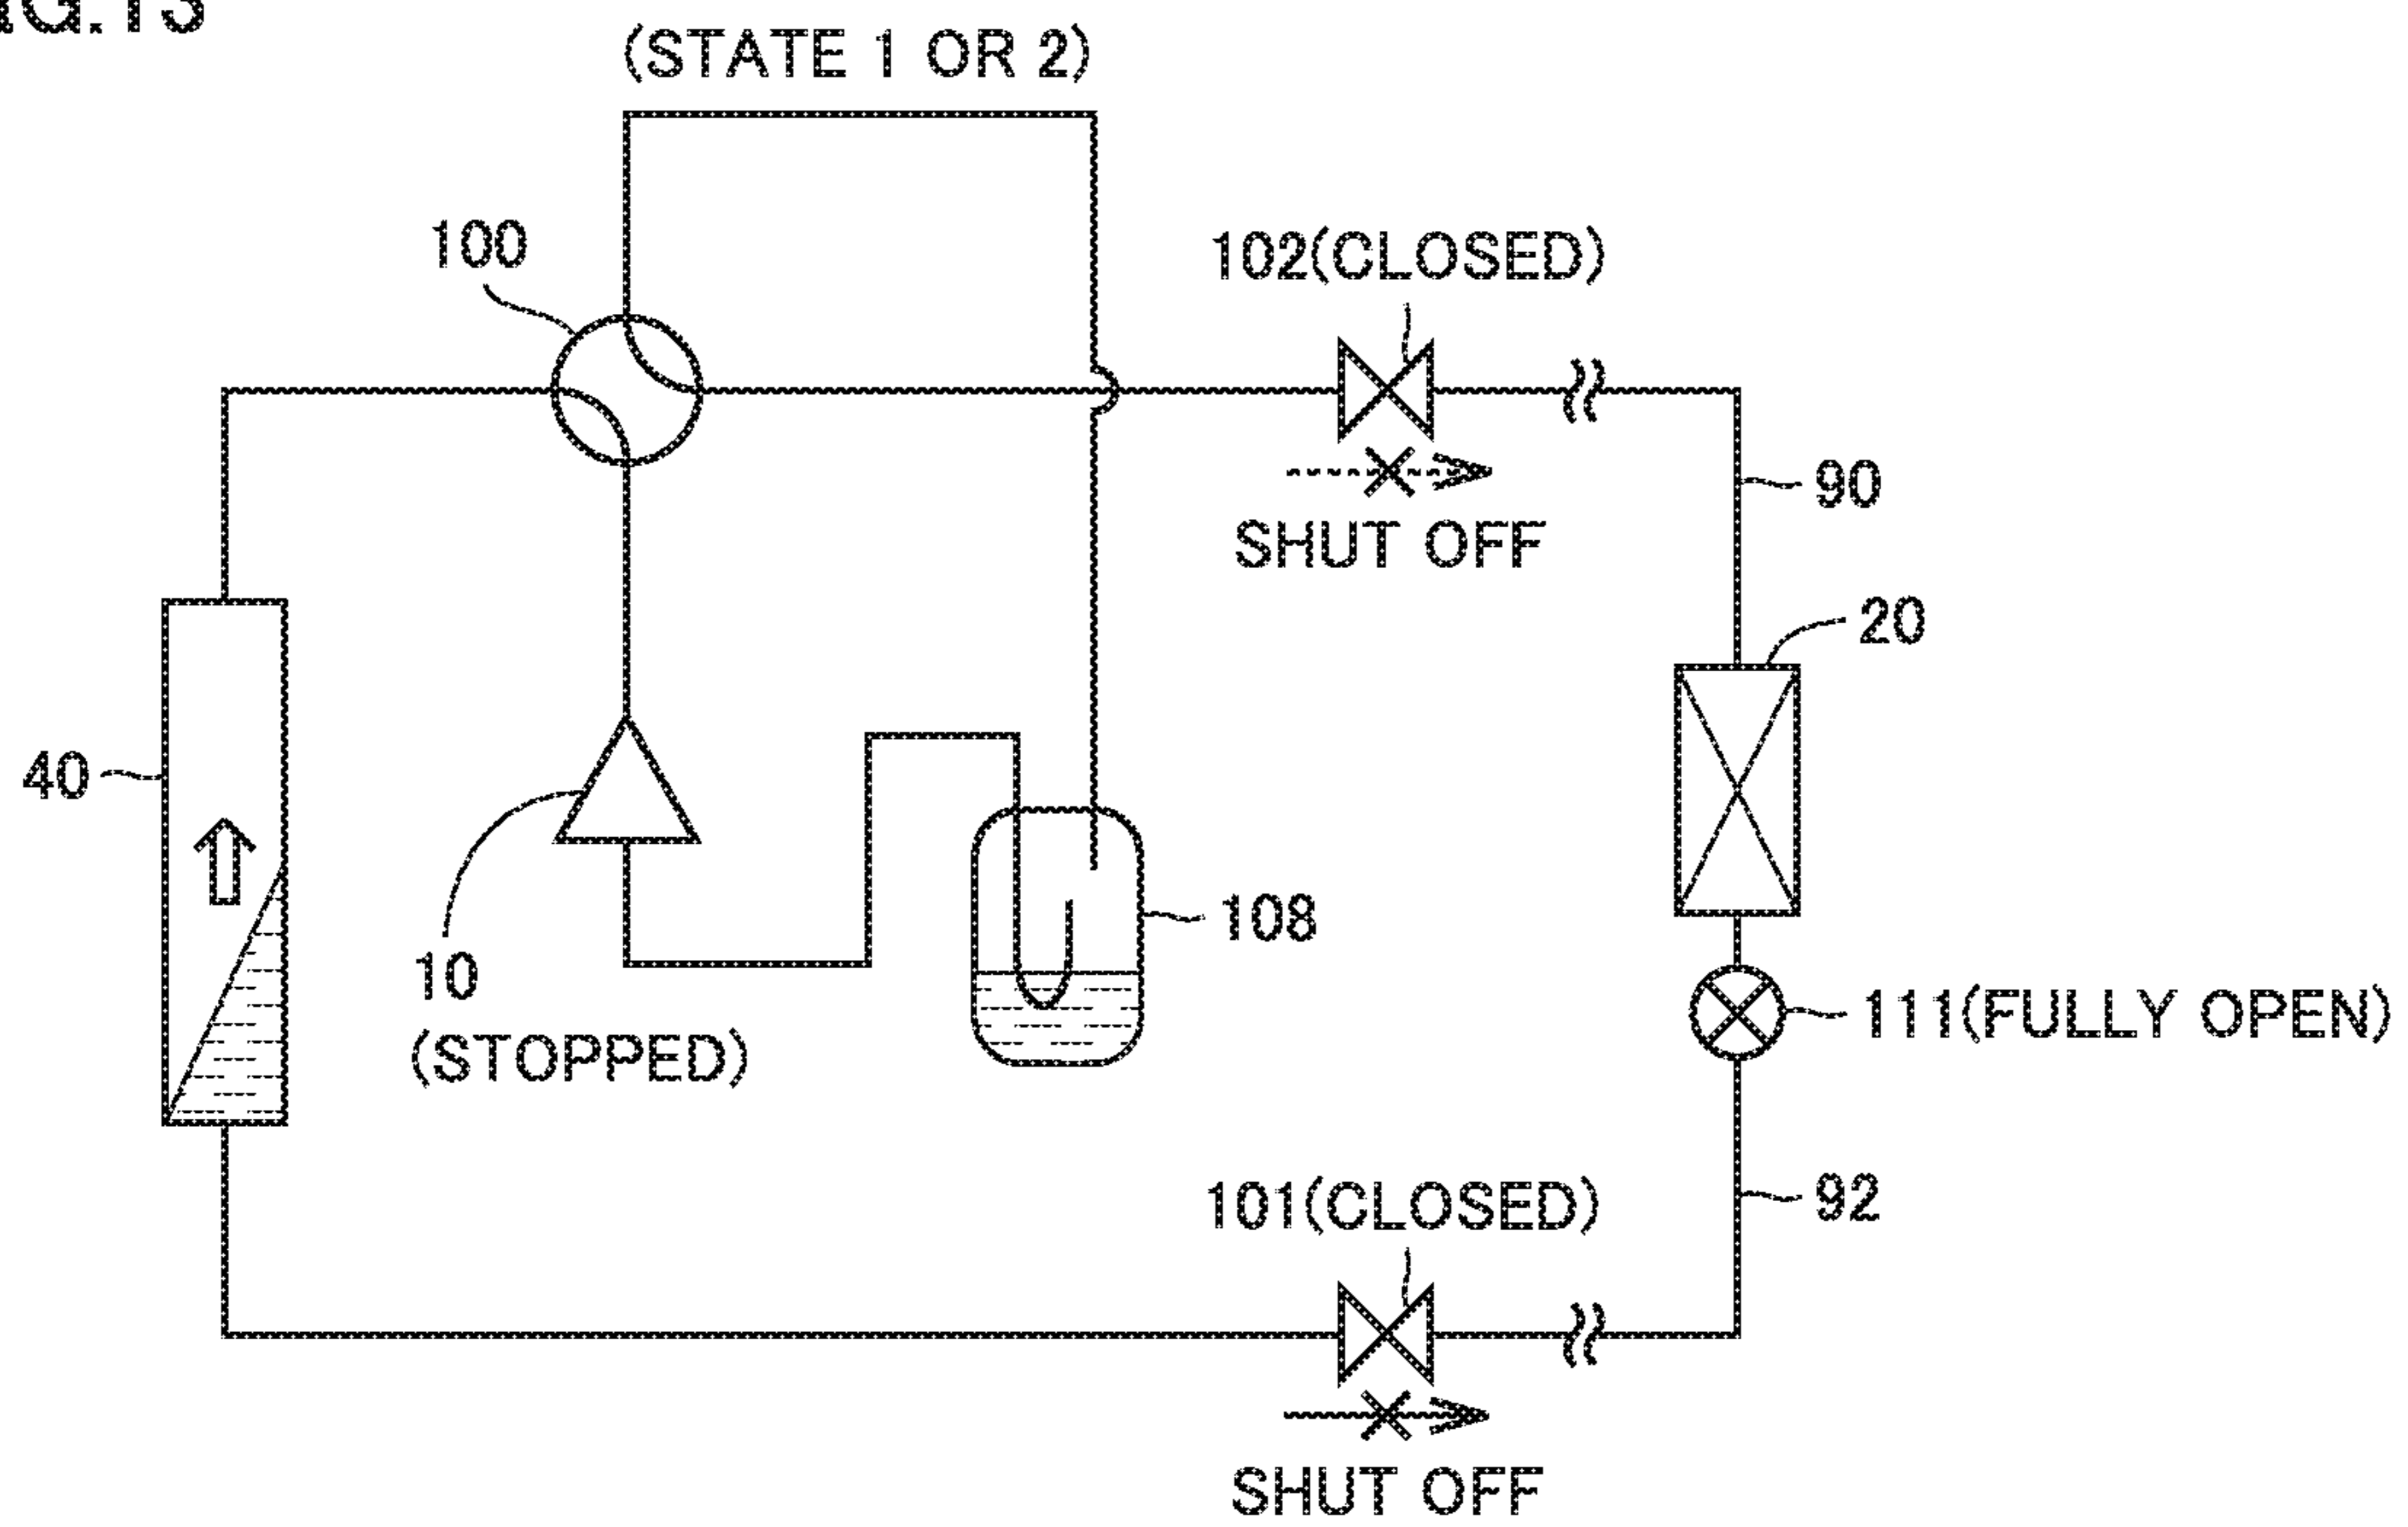 (STATE 1 OR 2)
100
102(CLOSED)
SHUT OFF
90
20
40
10
(STOPPED)
108
111(FULLY OPEN)
101(CLOSED)
92
SHUT OFF